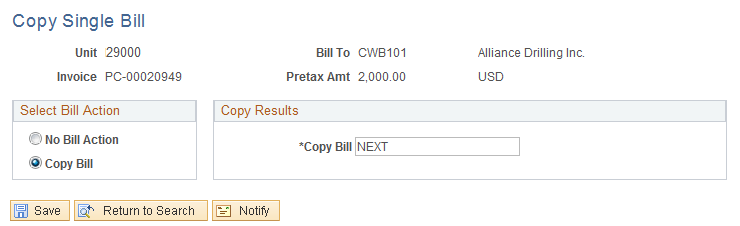 Copy Single Bill
Unit 29000 Bill To CWB101 Alliance Drilling Inc.
Invoice PC-00020949 Pretax Amt 2,000.00 USD
Select Bill Action
No Bill Action
Copy Bill
Copy Results
*Copy Bill NEXT
Save Return to Search Notify